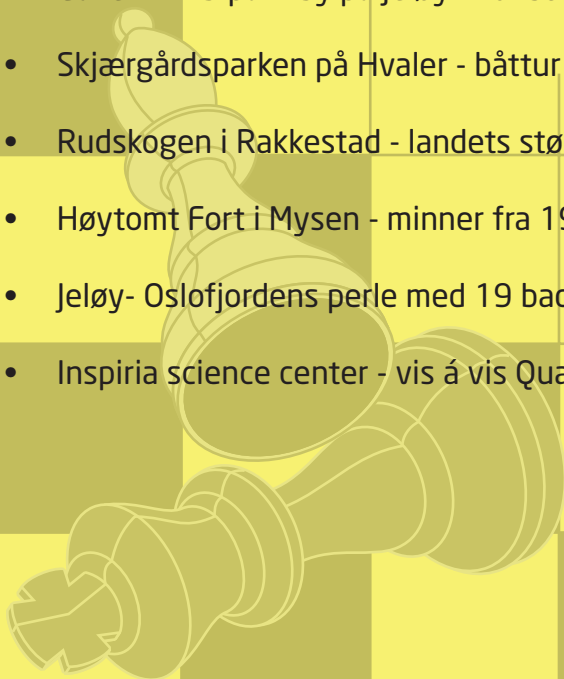 • Skjærgårdsparken på Hvaler - båttur
• Rudskogen i Rakkestad - landets stø
• Høytomt Fort i Mysen - minner fra 19
• Jeløy- Oslofjordens perle med 19 bad
• Inspiria science center - vis á vis Qua